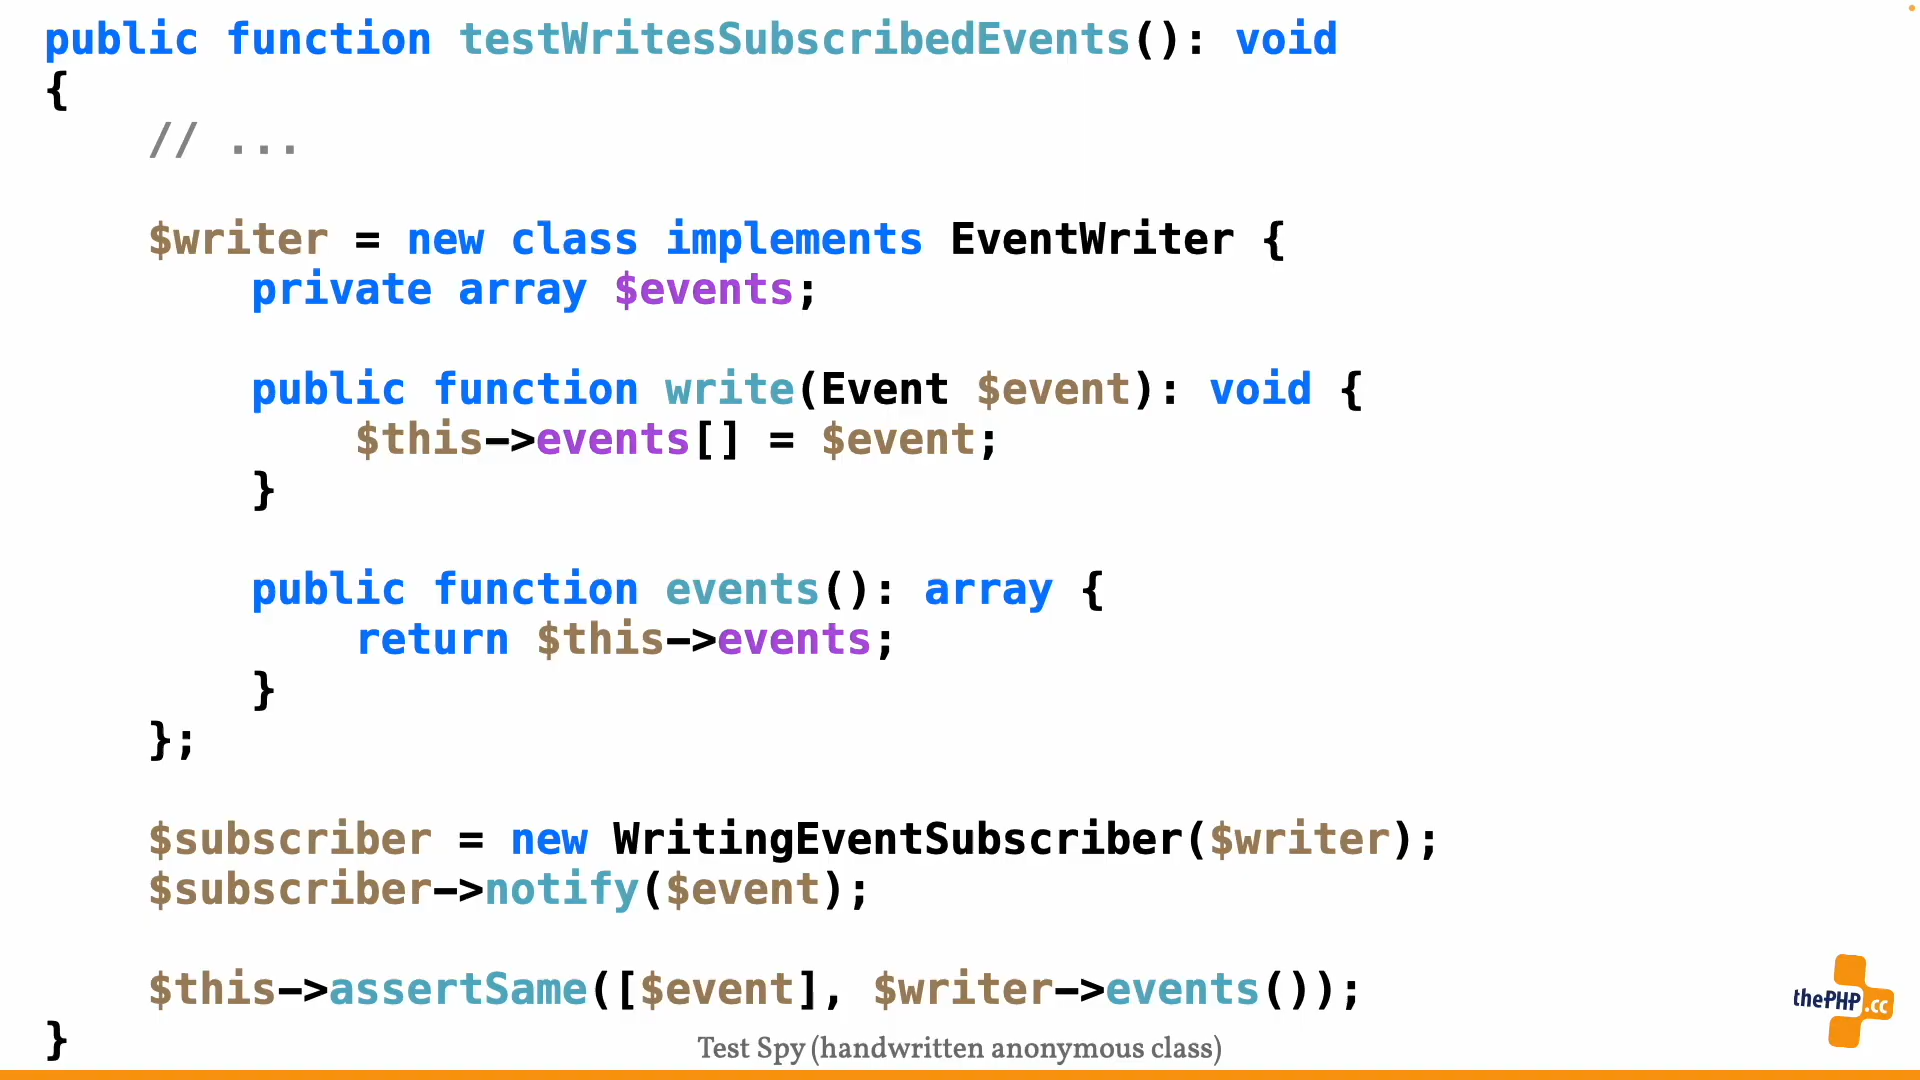 public function testWritesSubscribedEvents(): void
{
    // ...

    $writer = new class implements EventWriter {
        private array $events;

        public function write(Event $event): void {
            $this->events[] = $event;
        }

        public function events(): array {
            return $this->events;
        }
    };

    $subscriber = new WritingEventSubscriber($writer);
    $subscriber->notify($event);

    $this->assertSame([$event], $writer->events());
}
Test Spy (handwritten anonymous class)
thePHP.cc